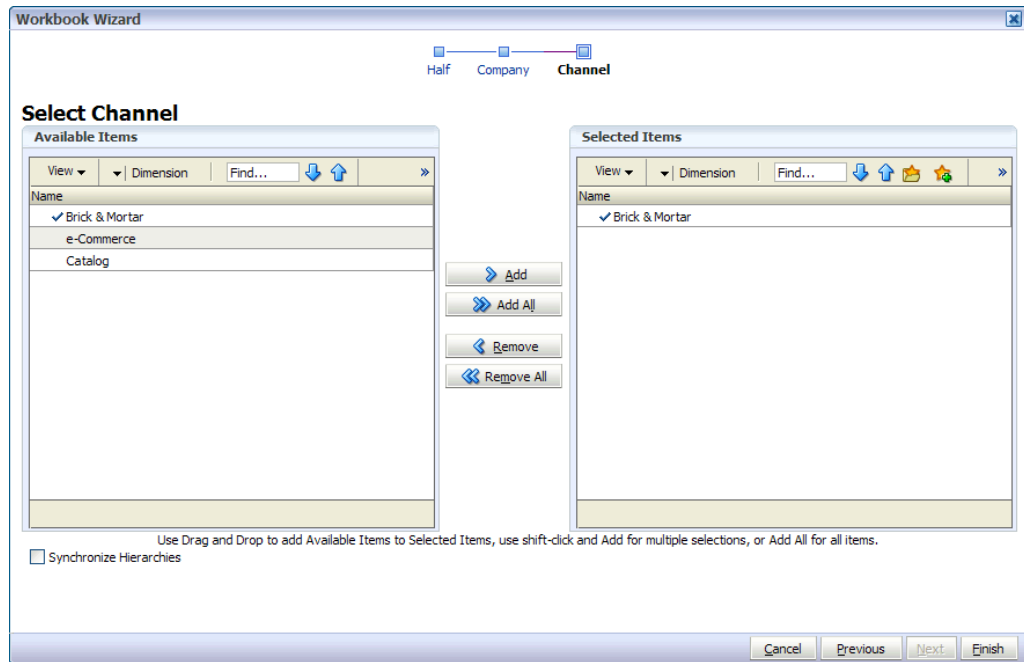 Workbook Wizard
Half Company Channel
Select Channel
Available Items
View Dimension Find... »
Name
Brick & Mortar
e-Commerce
Catalog
Add
Add All
Remove
Remove All
Selected Items
View Dimension Find... »
Name
Brick & Mortar
Use Drag and Drop to add Available Items to Selected Items, use shift-click and Add for multiple selections, or Add All for all items.
Synchronize Hierarchies
Cancel Previous Next Finish